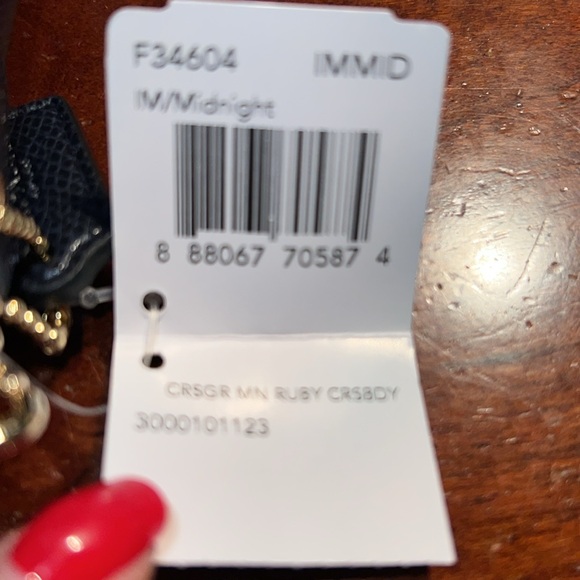 F34604 IMMID
IM/Midnight
8 88067 70587 4
CRSGR MN RUBY CRSBDY
3000101123